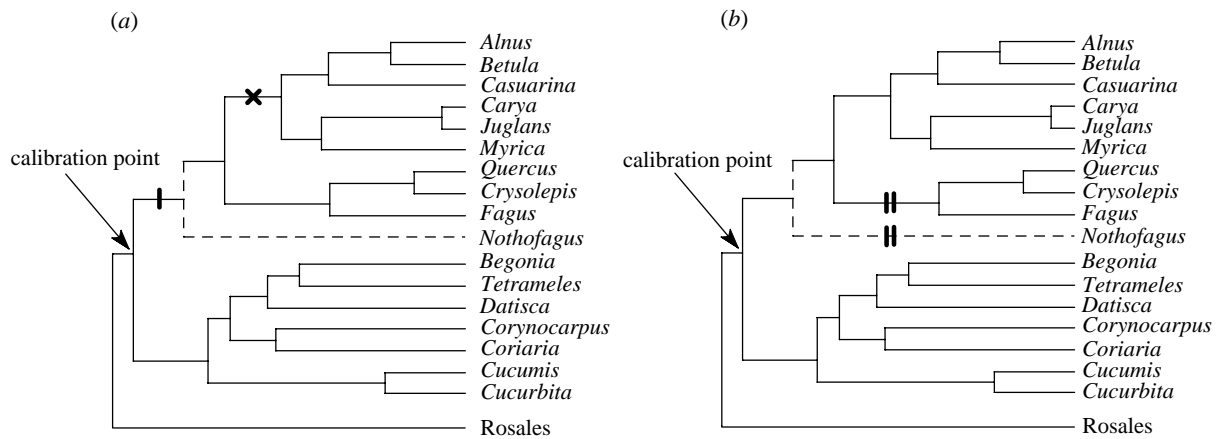 (a)
Alnus
Betula
Casuarina
Carya
Juglans
Myrica
Quercus
Crysolepis
Fagus
Nothofagus
Begonia
Tetrameles
Datisca
Corynocarpus
Coriaria
Cucumis
Cucurbita
Rosales
calibration point
(b)
Alnus
Betula
Casuarina
Carya
Juglans
Myrica
Quercus
Crysolepis
Fagus
Nothofagus
Begonia
Tetrameles
Datisca
Corynocarpus
Coriaria
Cucumis
Cucurbita
Rosales
calibration point